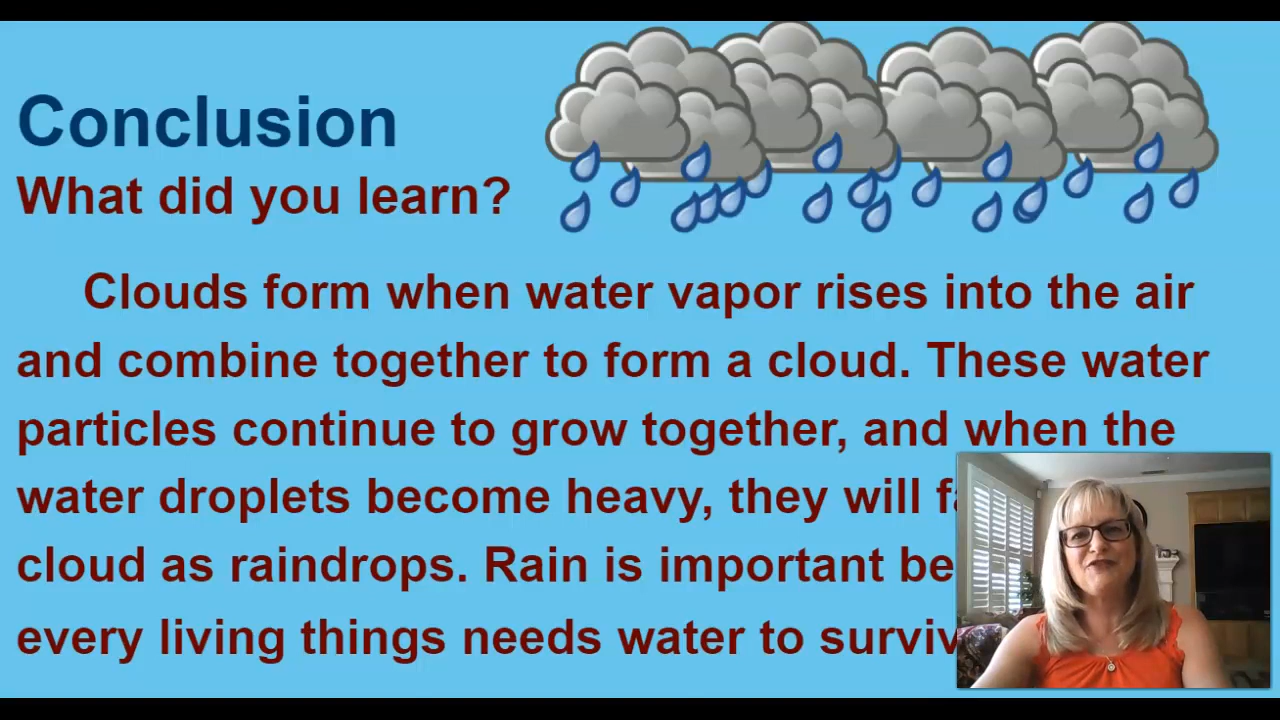 Conclusion
What did you learn?
Clouds form when water vapor rises into the air
and combine together to form a cloud. These water
particles continue to grow together, and when the
water droplets become heavy, they will
cloud as raindrops. Rain is important
every living things needs water to